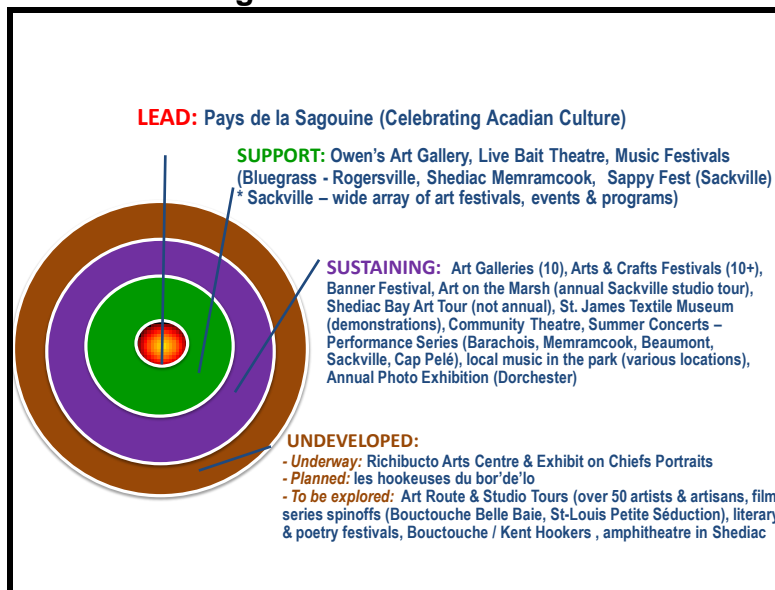 LEAD: Pays de la Sagouine (Celebrating Acadian Culture)
SUPPORT: Owen's Art Gallery, Live Bait Theatre, Music Festivals
(Bluegrass - Rogersville, Shediac Memramcook, Sappy Fest (Sackville)
* Sackville – wide array of art festivals, events & programs)
SUSTAINING: Art Galleries (10), Arts & Crafts Festivals (10+),
Banner Festival, Art on the Marsh (annual Sackville studio tour),
Shediac Bay Art Tour (not annual), St. James Textile Museum
(demonstrations), Community Theatre, Summer Concerts –
Performance Series (Barachois, Memramcook, Beaumont,
Sackville, Cap Pelé), local music in the park (various locations),
Annual Photo Exhibition (Dorchester)
UNDEVELOPED:
- Underway: Richibucto Arts Centre & Exhibit on Chiefs Portraits
- Planned: les hookeuses du bor'de'lo
- To be explored: Art Route & Studio Tours (over 50 artists & artisans, film
series spinoffs (Bouctouche Belle Baie, St-Louis Petite Séduction), literary
& poetry festivals, Bouctouche / Kent Hookers , amphitheatre in Shediac